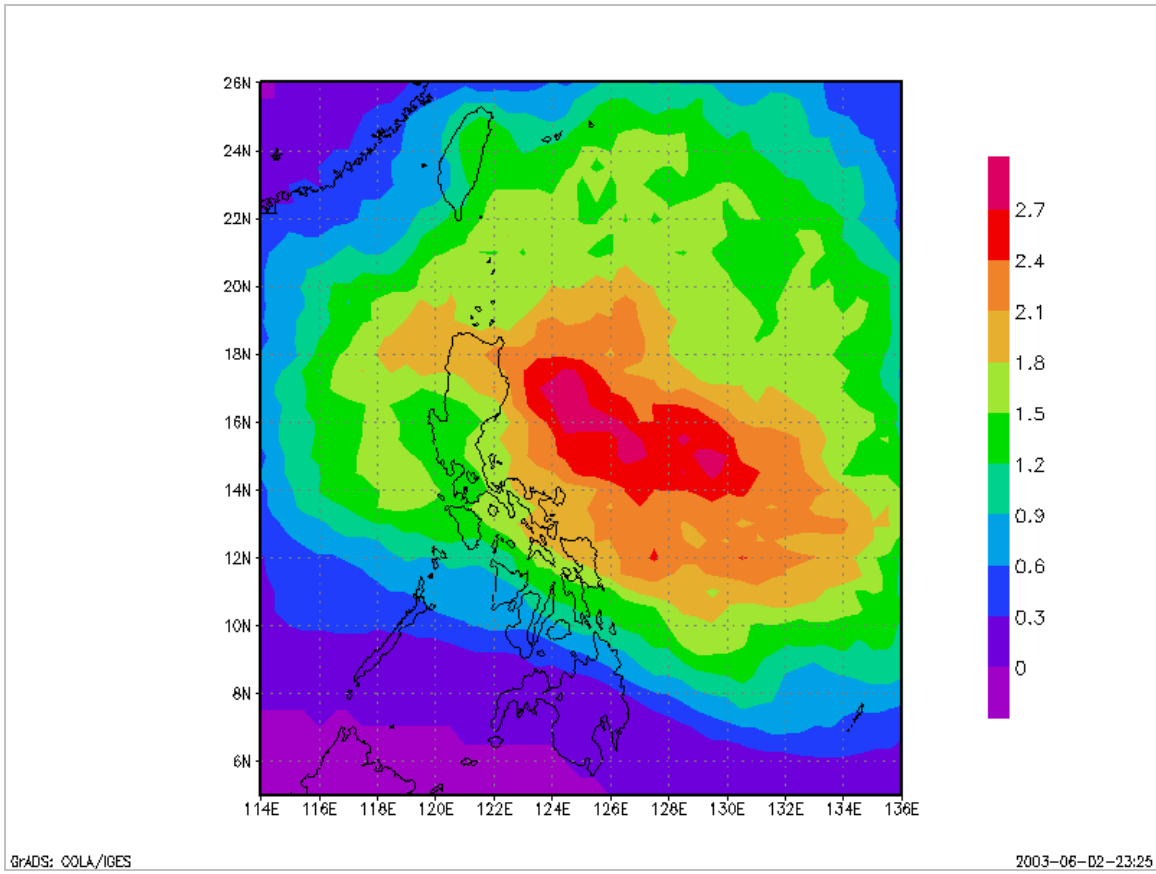 26N
24N
22N
20N
18N
16N
14N
12N
10N
8N
6N
114E 116E 118E 120E 122E 124E 126E 128E 130E 132E 134E 136E
2.7
2.4
2.1
1.8
1.5
1.2
0.9
0.6
0.3
0
GrADS: COLA/IGES 2003-06-02-23:25